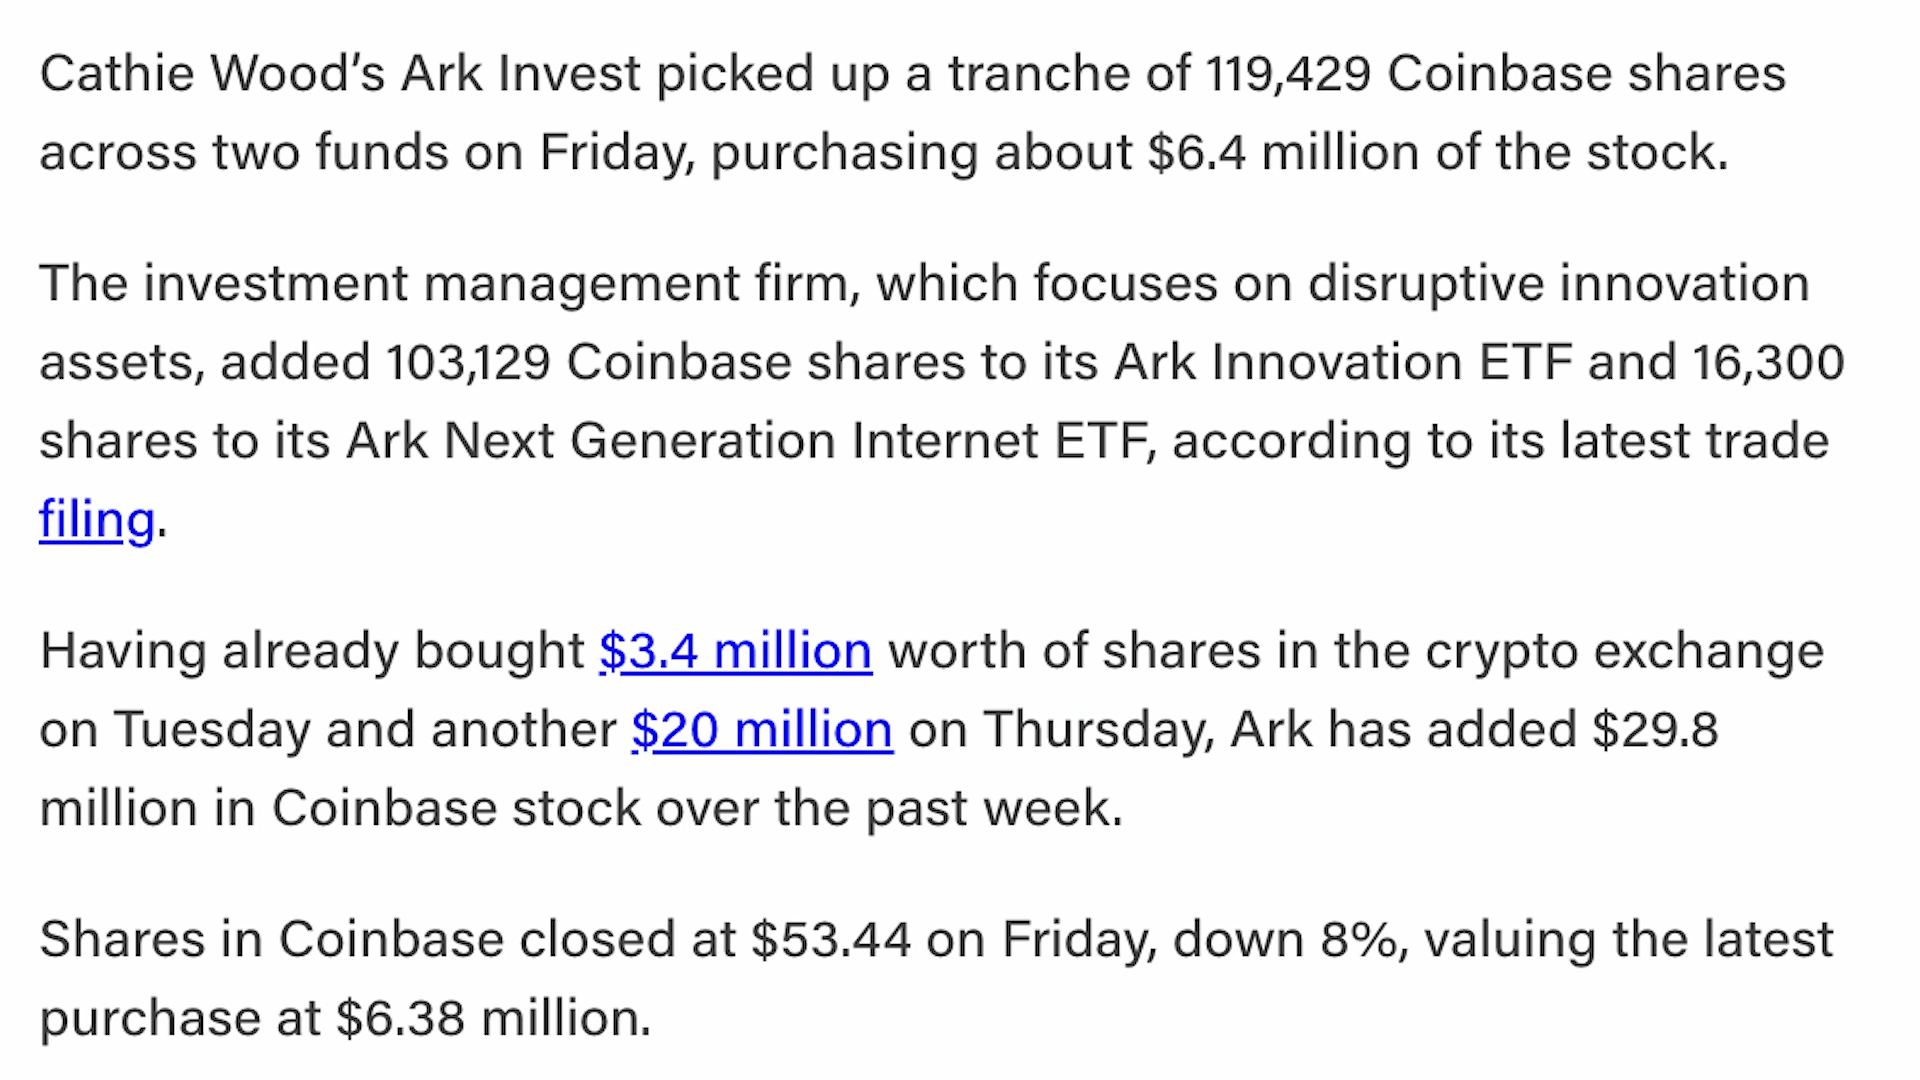 Cathie Wood’s Ark Invest picked up a tranche of 119,429 Coinbase shares
across two funds on Friday, purchasing about $6.4 million of the stock.
The investment management firm, which focuses on disruptive innovation
assets, added 103,129 Coinbase shares to its Ark Innovation ETF and 16,300
shares to its Ark Next Generation Internet ETF, according to its latest trade
filing.
Having already bought $3.4 million worth of shares in the crypto exchange
on Tuesday and another $20 million on Thursday, Ark has added $29.8
million in Coinbase stock over the past week.
Shares in Coinbase closed at $53.44 on Friday, down 8%, valuing the latest
purchase at $6.38 million.